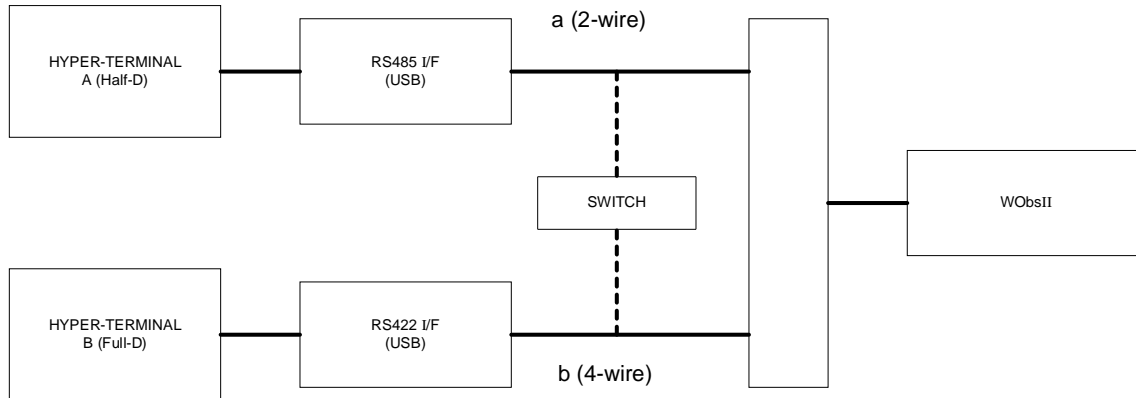 a (2-wire)
HYPER-TERMINAL
A (Half-D)
RS485 I/F
(USB)
SWITCH
WObsII
HYPER-TERMINAL
B (Full-D)
RS422 I/F
(USB)
b (4-wire)